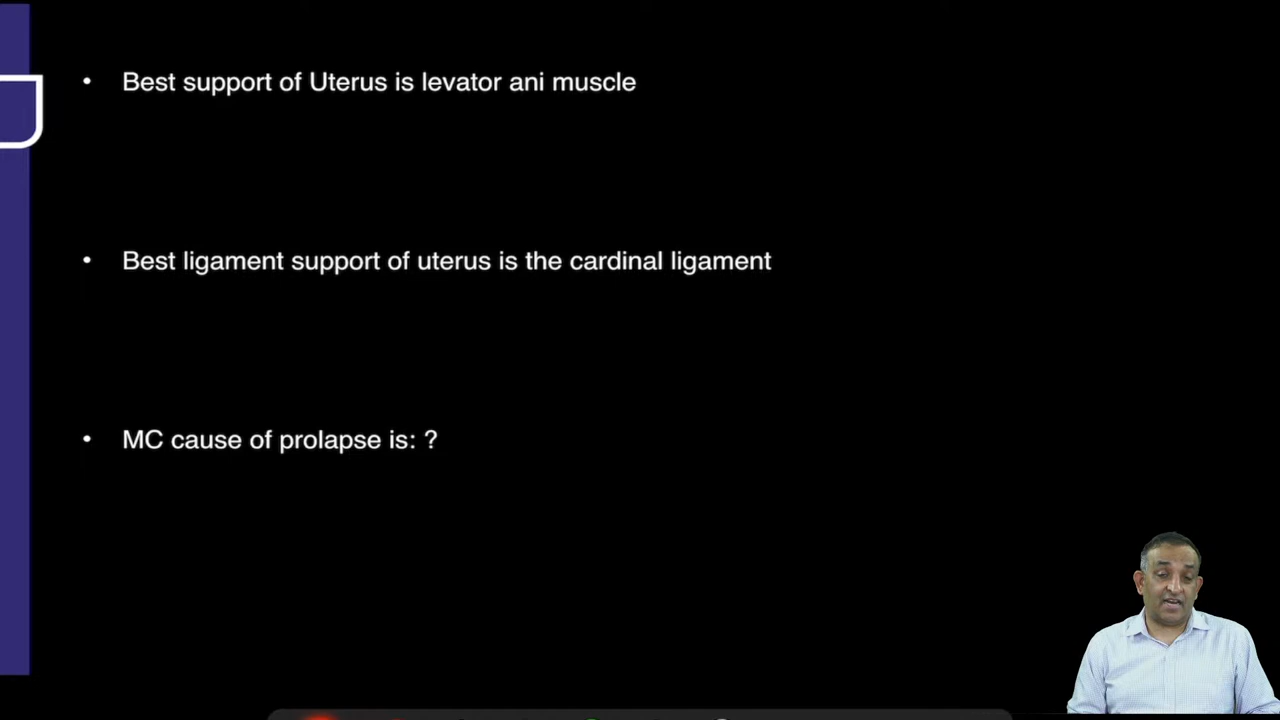 • Best support of Uterus is levator ani muscle
• Best ligament support of uterus is the cardinal ligament
• MC cause of prolapse is: ?